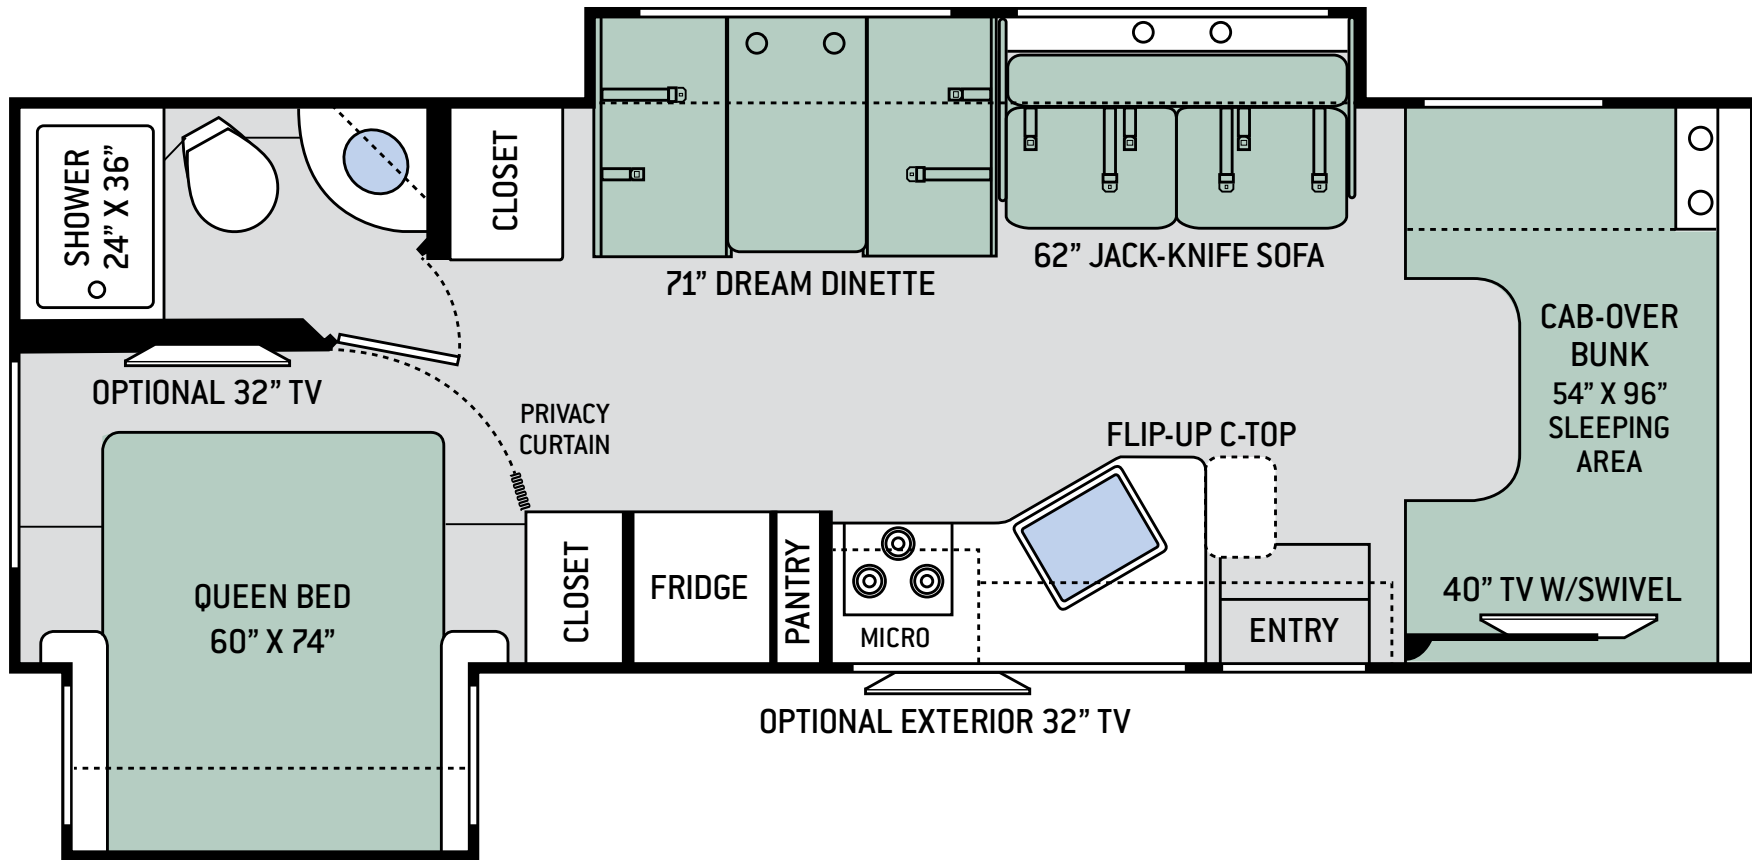 SHOWER
24” X 36”
CLOSET
71” DREAM DINETTE
62” JACK-KNIFE SOFA
CAB-OVER
BUNK
54” X 96”
SLEEPING
AREA
OPTIONAL 32” TV
PRIVACY
CURTAIN
FLIP-UP C-TOP
QUEEN BED
60” X 74”
CLOSET
FRIDGE
PANTRY
MICRO
ENTRY
40” TV W/SWIVEL
OPTIONAL EXTERIOR 32” TV